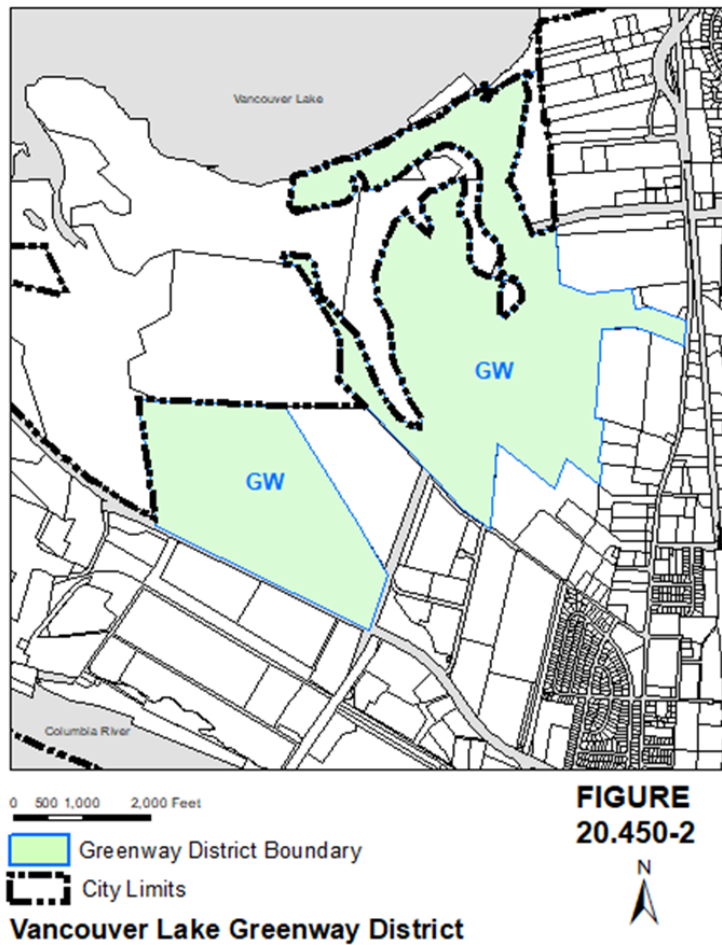 Vancouver Lake
GW
GW
Columbia River
0 500 1,000 2,000 Feet
FIGURE
20.450-2
Greenway District Boundary
City Limits
N
Vancouver Lake Greenway District